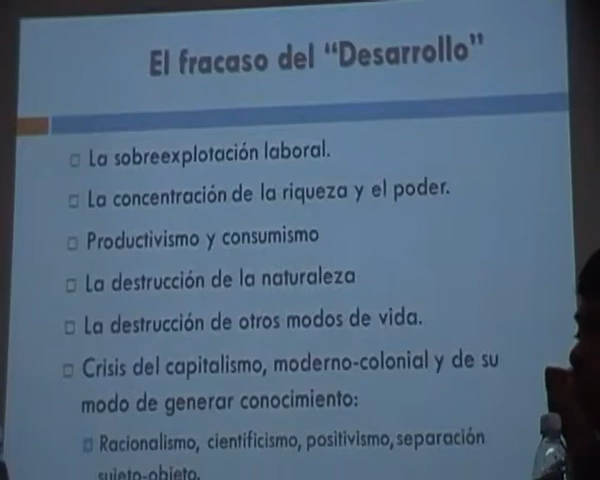 El fracaso del “Desarrollo”
La sobreexplotación laboral.
La concentración de la riqueza y el poder.
Productivismo y consumismo
La destrucción de la naturaleza
La destrucción de otros modos de vida.
Crisis del capitalismo, moderno-colonial y de su
modo de generar conocimiento:
Racionalismo, cientificismo, positivismo, separación
sujeto-objeto.